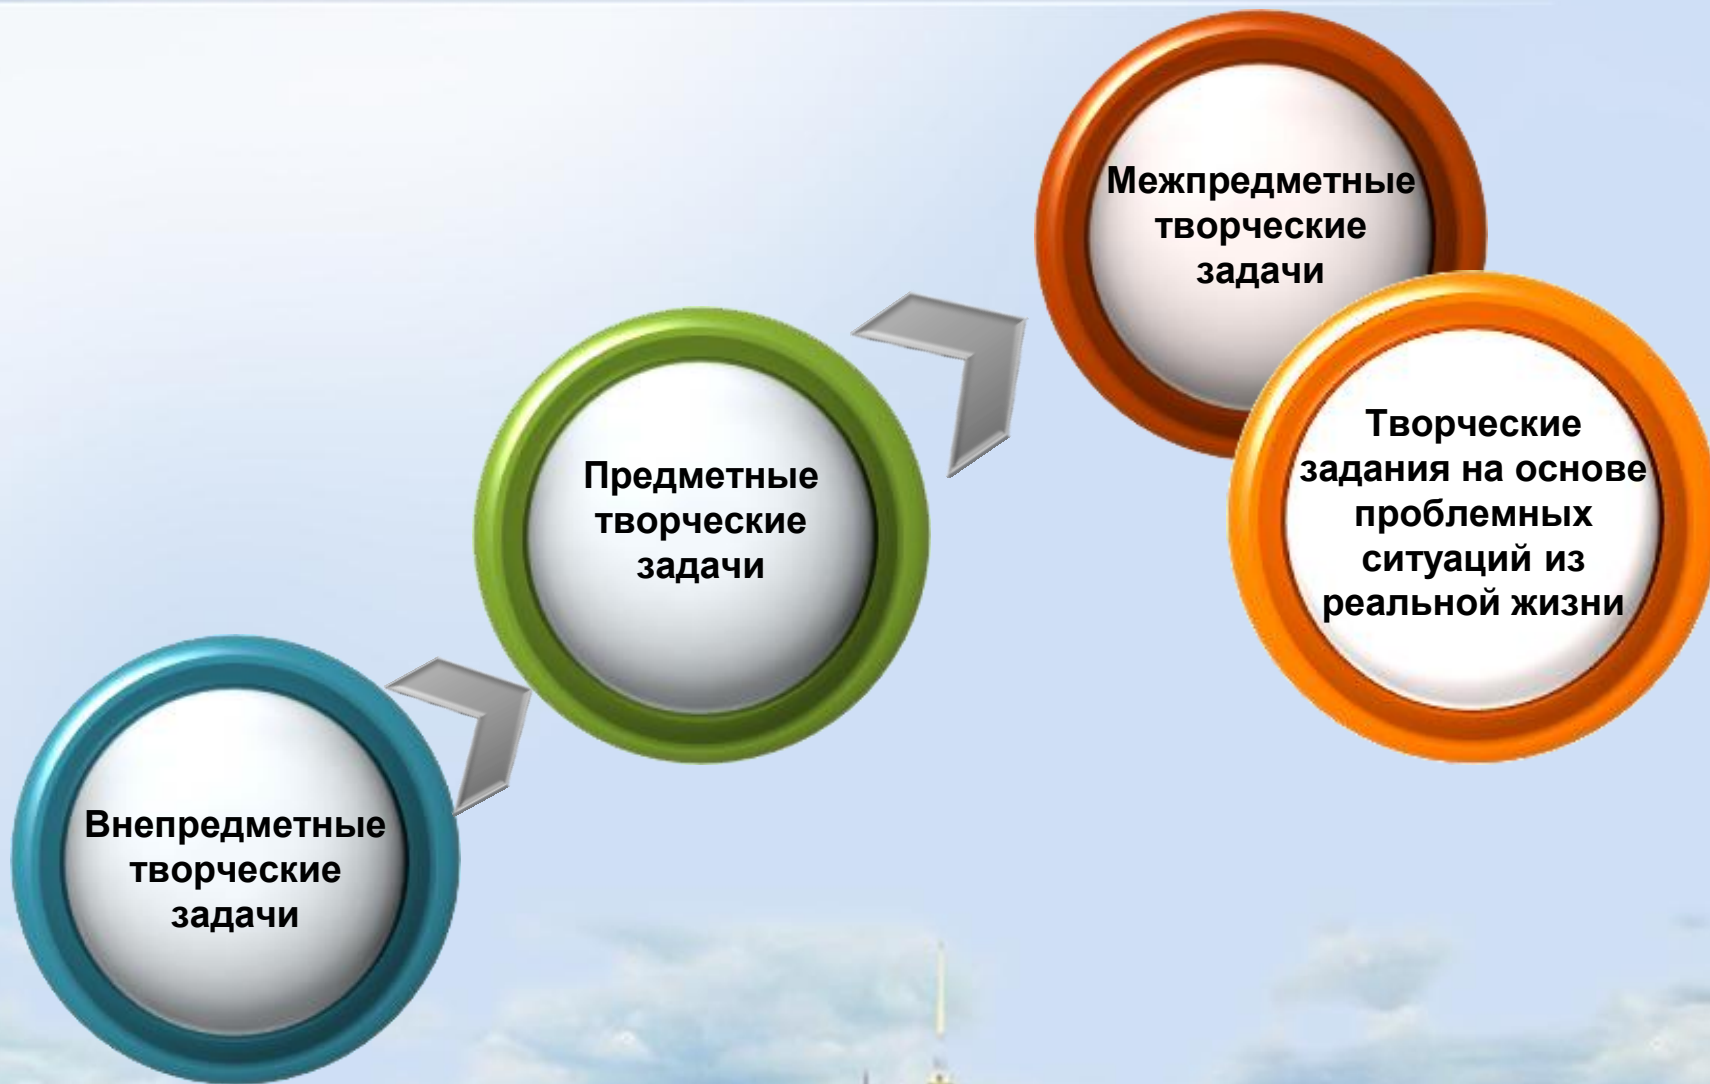 Межпредметные
творческие
задачи
Творческие
задания на основе
проблемных
ситуаций из
реальной жизни
Предметные
творческие
задачи
Внепредметные
творческие
задачи